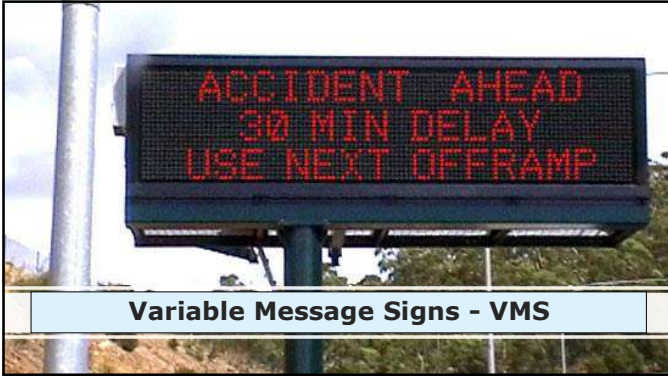 ACCIDENT AHEAD
30 MIN DELAY
USE NEXT OFFRAMP
Variable Message Signs - VMS